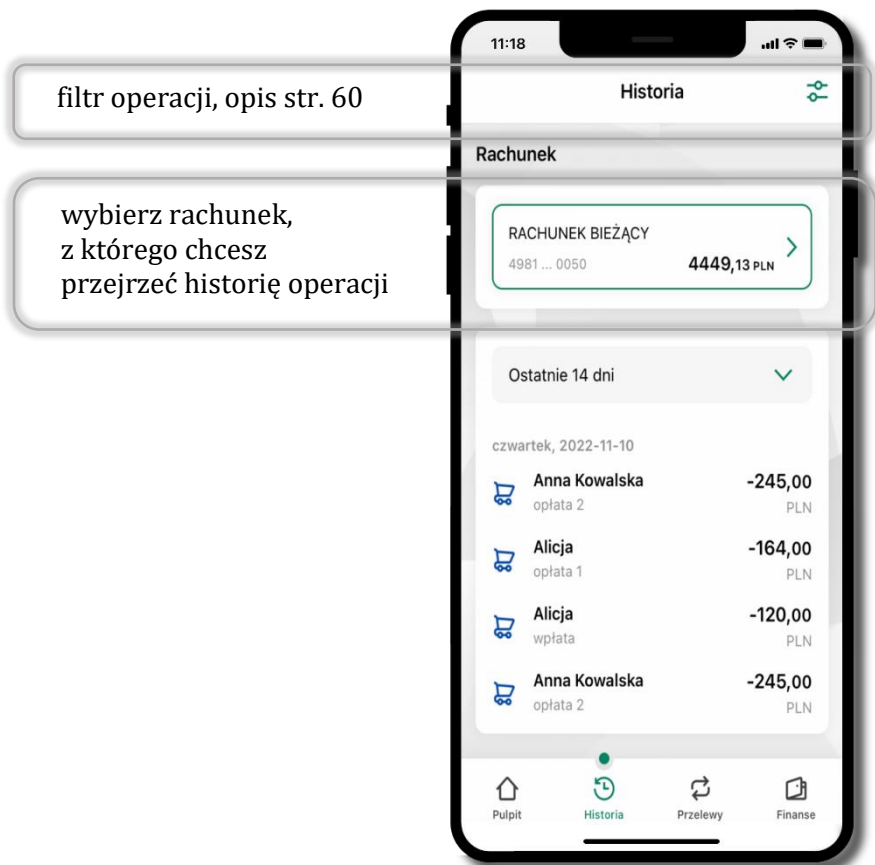 11:18
filtr operacji, opis str. 60
Historia
Rachunek
wybierz rachunek,
z którego chcesz
przejrzeć historię operacji
RACHUNEK BIEŻĄCY
4981 ... 0050 4449,13 PLN
Ostatnie 14 dni
czwartek, 2022-11-10
Anna Kowalska -245,00
opłata 2 PLN
Alicja -164,00
opłata 1 PLN
Alicja -120,00
wpłata PLN
Anna Kowalska -245,00
opłata 2 PLN
Pulpit Historia Przelewy Finanse